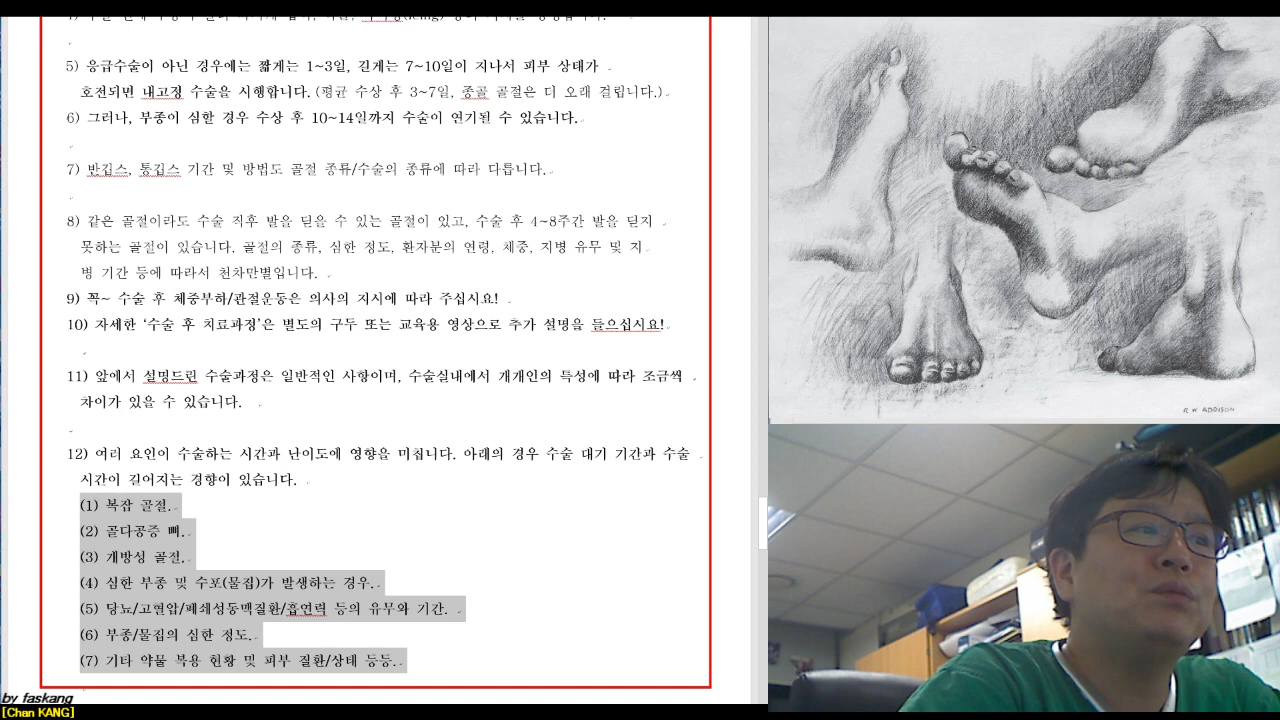 5) 응급수술이 아닌 경우에는 짧게는 1~3일, 길게는 7~10일이 지나서 피부 상태가
호전되면 내고정 수술을 시행합니다. (평균 수상 후 3~7일, 종골 골절은 더 오래 걸립니다.)
6) 그러나, 부종이 심한 경우 수상 후 10~14일까지 수술이 연기될 수 있습니다.
7) 반깁스, 통깁스 기간 및 방법도 골절 종류/수술의 종류에 따라 다릅니다.
8) 같은 골절이라도 수술 직후 발을 딛을 수 있는 골절이 있고, 수술 후 4~8주간 발을 딛지
못하는 골절이 있습니다. 골절의 종류, 심한 정도, 환자분의 연령, 체중, 지병 유무 및 지
병 기간 등에 따라서 천차만별입니다.
9) 꼭~ 수술 후 체중부하/관절운동은 의사의 지시에 따라 주십시요!
10) 자세한 ‘수술 후 치료과정’은 별도의 구두 또는 교육용 영상으로 추가 설명을 들으십시요!
11) 앞에서 설명드린 수술과정은 일반적인 사항이며, 수술실내에서 개개인의 특성에 따라 조금씩
차이가 있을 수 있습니다.
12) 여러 요인이 수술하는 시간과 난이도에 영향을 미칩니다. 아래의 경우 수술 대기 기간과 수술
시간이 길어지는 경향이 있습니다.
(1) 복잡 골절.
(2) 골다공증 뼈.
(3) 개방성 골절.
(4) 심한 부종 및 수포(물집)가 발생하는 경우.
(5) 당뇨/고혈압/폐쇄성동맥질환/흡연력 등의 유무와 기간.
(6) 부종/물집의 심한 정도.
(7) 기타 약물 복용 현황 및 피부 질환/상태 등등.
R W ADDISON
by faskang
[Chan KANG]